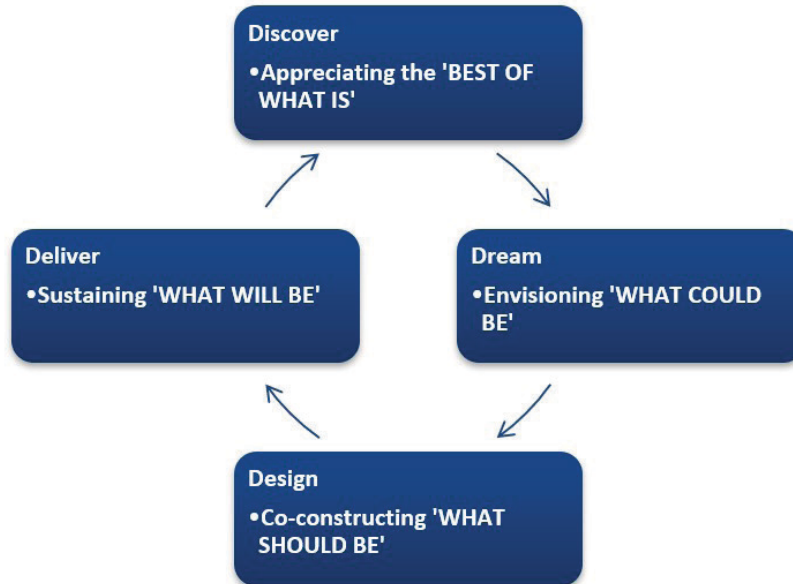 Discover
•Appreciating the 'BEST OF
WHAT IS'
Deliver
•Sustaining 'WHAT WILL BE'
Dream
•Envisioning 'WHAT COULD
BE'
Design
•Co-constructing 'WHAT
SHOULD BE'